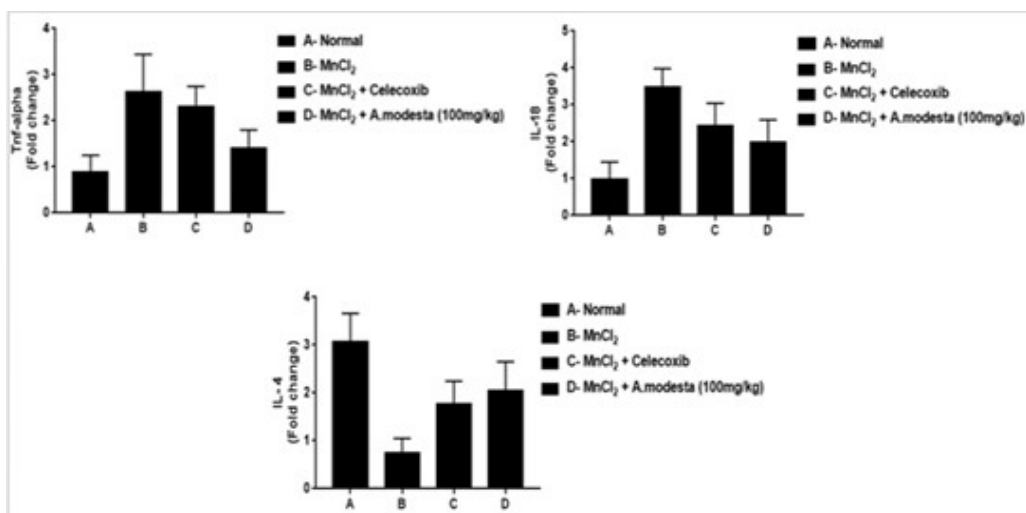 Tnf-alpha
(Fold change)
4
3
2
1
0
A B C D
A- Normal
B- MnCl₂
C- MnCl₂ + Celecoxib
D- MnCl₂ + A.modesta (100mg/kg)
IL-1β
(Fold change)
5
4
3
2
1
0
A B C D
A- Normal
B- MnCl₂
C- MnCl₂ + Celecoxib
D- MnCl₂ + A.modesta (100mg/kg)
IL- 4
(Fold change)
4
3
2
1
0
A B C D
A- Normal
B- MnCl₂
C- MnCl₂ + Celecoxib
D- MnCl₂ + A.modesta (100mg/kg)